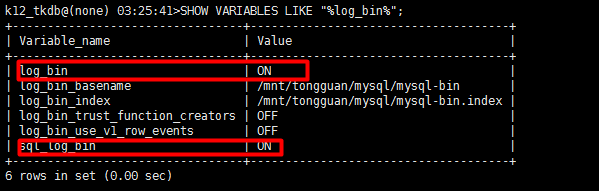 k12_tkdb@(none) 03:25:41>SHOW VARIABLES LIKE "%log_bin%";
+---------------------------------+--------------------------------------+
| Variable_name                   | Value                                |
+---------------------------------+--------------------------------------+
| log_bin                         | ON                                   |
| log_bin_basename                | /mnt/tongguan/mysql/mysql-bin        |
| log_bin_index                   | /mnt/tongguan/mysql/mysql-bin.index  |
| log_bin_trust_function_creators | OFF                                  |
| log_bin_use_v1_row_events       | OFF                                  |
| sql_log_bin                     | ON                                   |
+---------------------------------+--------------------------------------+
6 rows in set (0.00 sec)